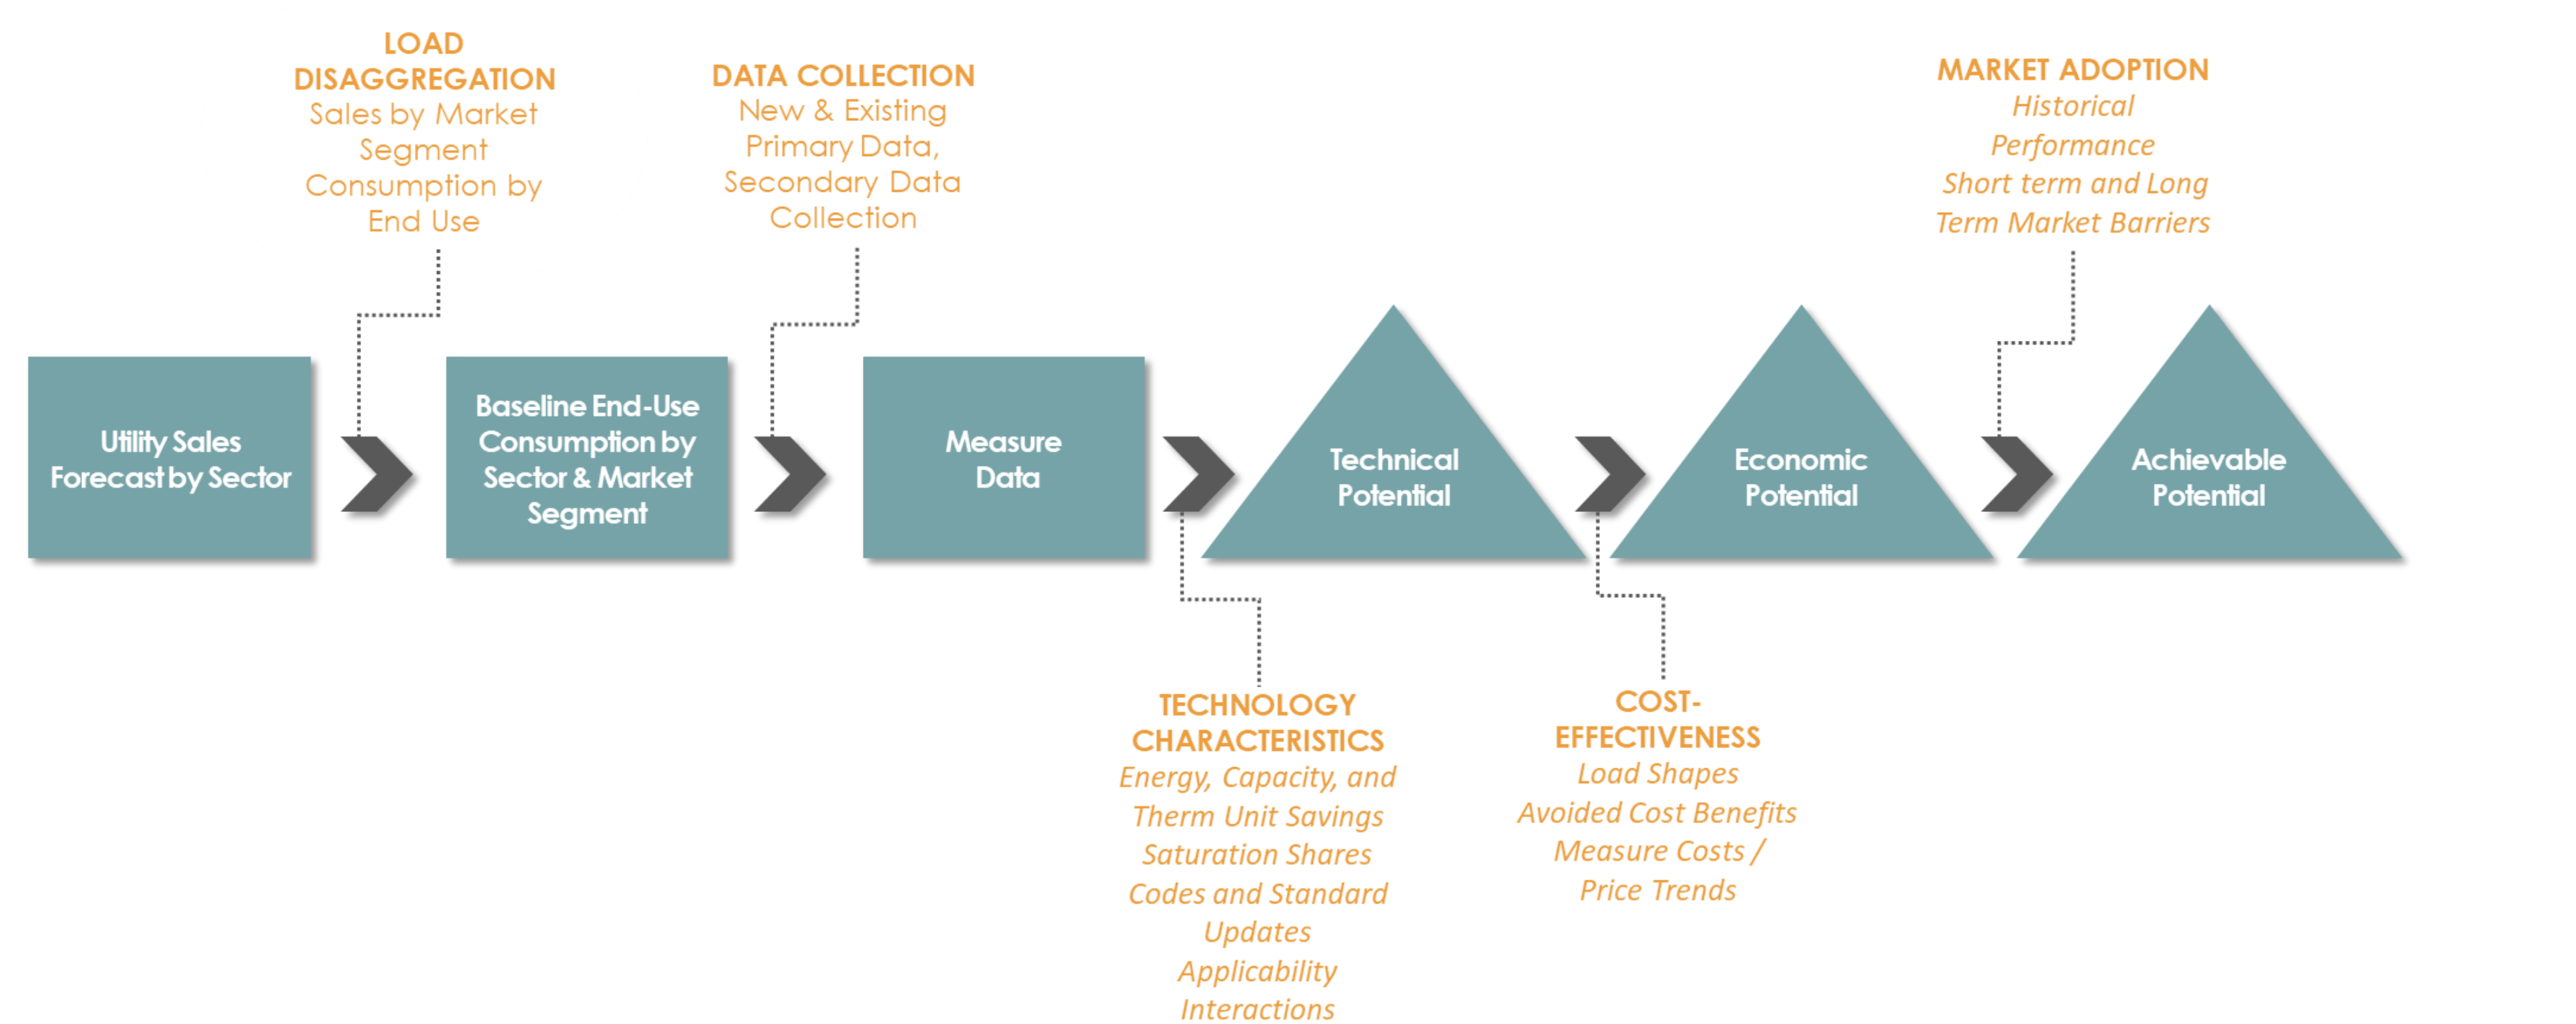 LOAD
DISAGGREGATION
Sales by Market
Segment
Consumption by
End Use
DATA COLLECTION
New & Existing
Primary Data,
Secondary Data
Collection
MARKET ADOPTION
Historical
Performance
Short term and Long
Term Market Barriers
Utility Sales
Forecast by Sector
Baseline End-Use
Consumption by
Sector & Market
Segment
Measure
Data
Technical
Potential
Economic
Potential
Achievable
Potential
TECHNOLOGY
CHARACTERISTICS
Energy, Capacity, and
Therm Unit Savings
Saturation Shares
Codes and Standard
Updates
Applicability
Interactions
COST-
EFFECTIVENESS
Load Shapes
Avoided Cost Benefits
Measure Costs /
Price Trends